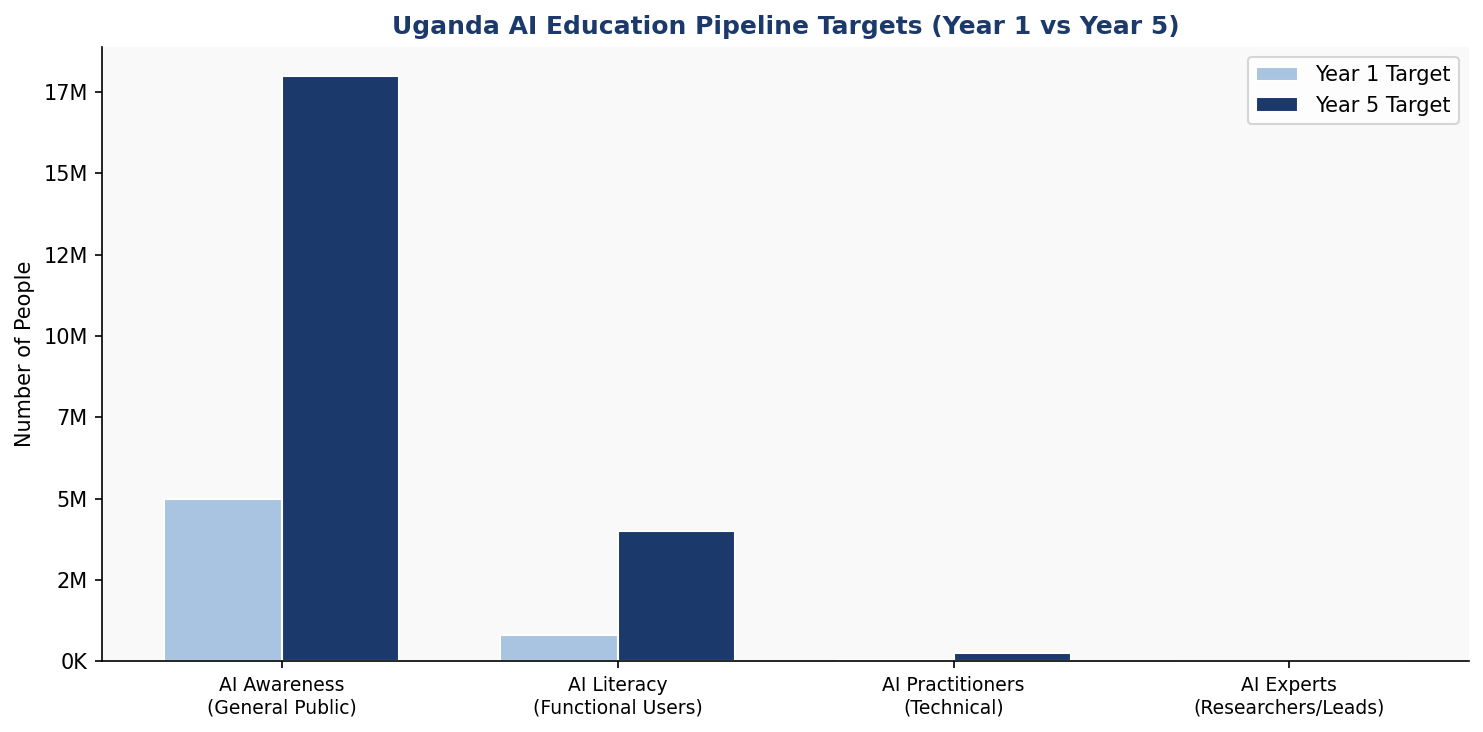 Uganda AI Education Pipeline Targets (Year 1 vs Year 5)
Year 1 Target
Year 5 Target
Number of People
17M
15M
12M
10M
7M
5M
2M
0K
AI Awareness
(General Public)
AI Literacy
(Functional Users)
AI Practitioners
(Technical)
AI Experts
(Researchers/Leads)